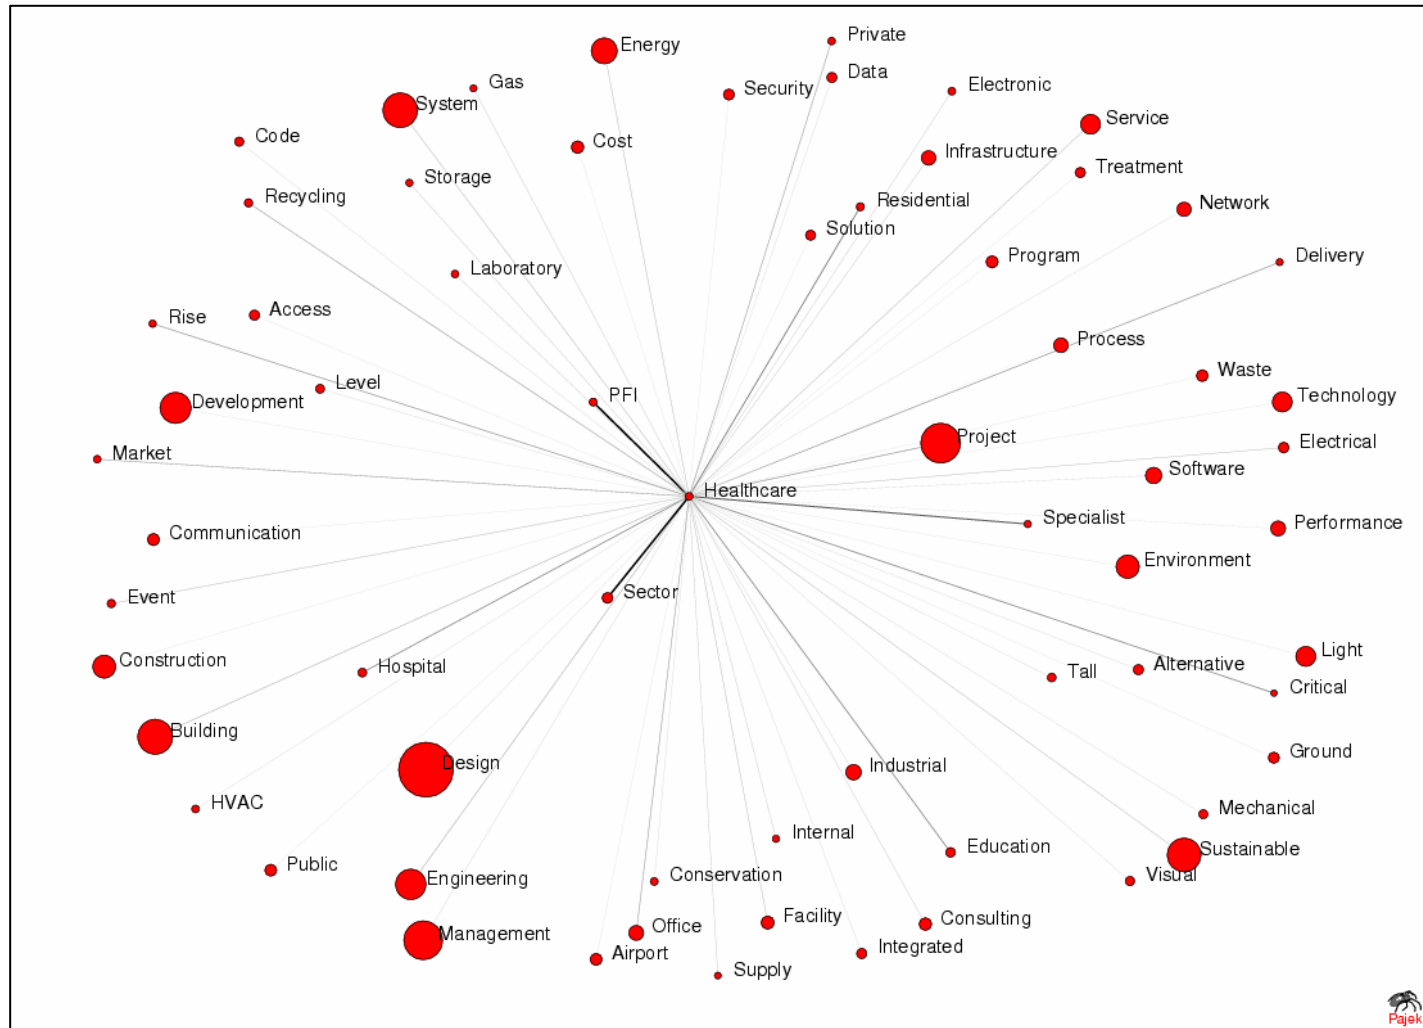 Private
Energy
Data
Gas
Electronic
Security
System
Service
Code
Cost
Infrastructure
Treatment
Storage
Recycling
Residential
Network
Solution
Program
Delivery
Laboratory
Access
Rise
Process
Waste
Level
PFI
Technology
Development
Project
Electrical
Market
Software
Healthcare
Specialist
Performance
Communication
Environment
Event
Sector
Construction
Hospital
Tall
Alternative
Light
Critical
Building
Design
Ground
Industrial
HVAC
Mechanical
Internal
Education
Sustainable
Public
Engineering
Conservation
Visual
Management
Office
Facility
Consulting
Airport
Supply
Integrated
Pajek